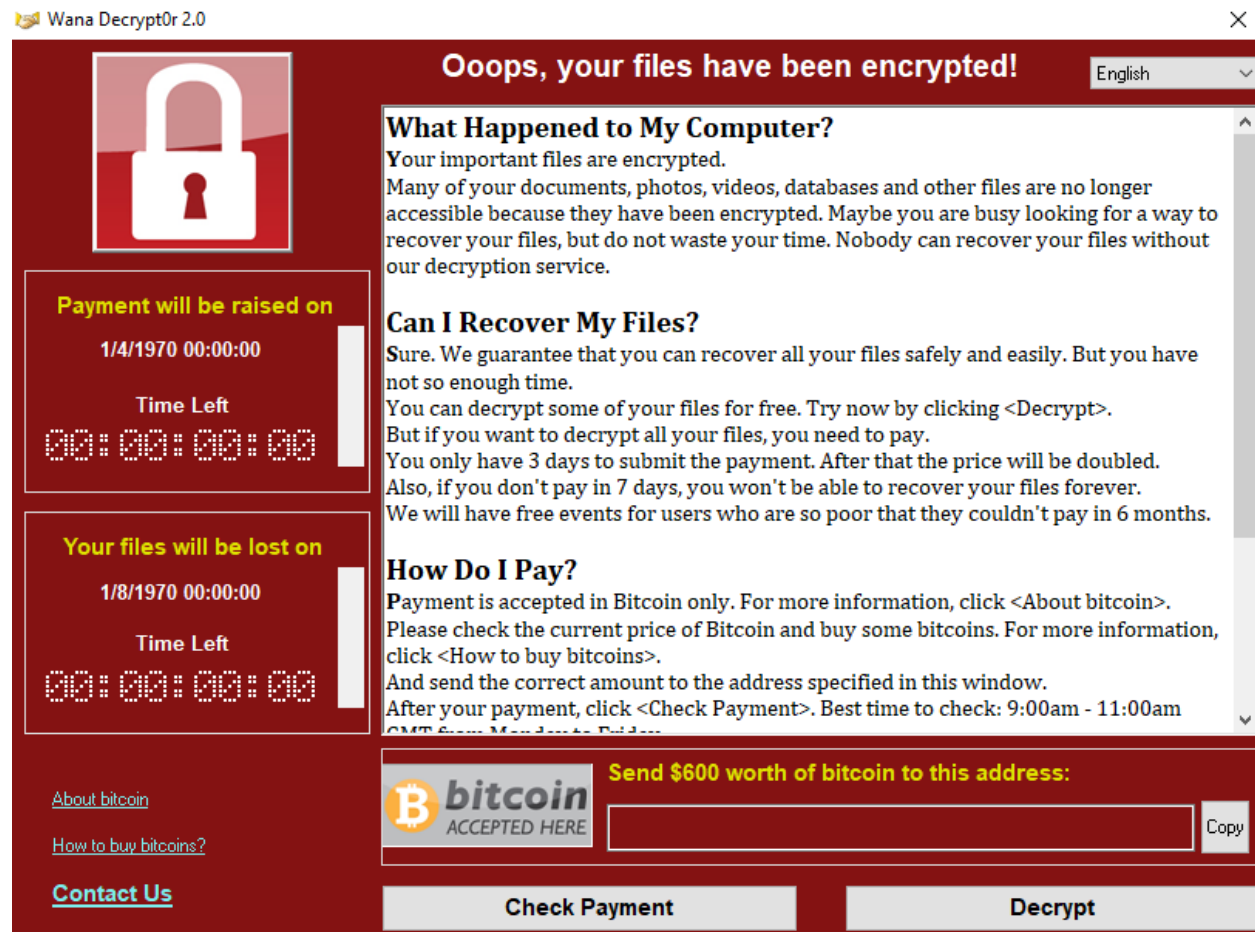 Wana Decrypt0r 2.0
Ooops, your files have been encrypted!
English
Payment will be raised on
1/4/1970 00:00:00
Time Left
00:00:00:00
Your files will be lost on
1/8/1970 00:00:00
Time Left
00:00:00:00
About bitcoin
How to buy bitcoins?
Contact Us
What Happened to My Computer?
Your important files are encrypted.
Many of your documents, photos, videos, databases and other files are no longer
accessible because they have been encrypted. Maybe you are busy looking for a way to
recover your files, but do not waste your time. Nobody can recover your files without
our decryption service.
Can I Recover My Files?
Sure. We guarantee that you can recover all your files safely and easily. But you have
not so enough time.
You can decrypt some of your files for free. Try now by clicking <Decrypt>.
But if you want to decrypt all your files, you need to pay.
You only have 3 days to submit the payment. After that the price will be doubled.
Also, if you don't pay in 7 days, you won't be able to recover your files forever.
We will have free events for users who are so poor that they couldn't pay in 6 months.
How Do I Pay?
Payment is accepted in Bitcoin only. For more information, click <About bitcoin>.
Please check the current price of Bitcoin and buy some bitcoins. For more information,
click <How to buy bitcoins>.
And send the correct amount to the address specified in this window.
After your payment, click <Check Payment>. Best time to check: 9:00am - 11:00am
GMT from Monday to Friday.
bitcoin
ACCEPTED HERE
Send $600 worth of bitcoin to this address:
Copy
Check Payment
Decrypt